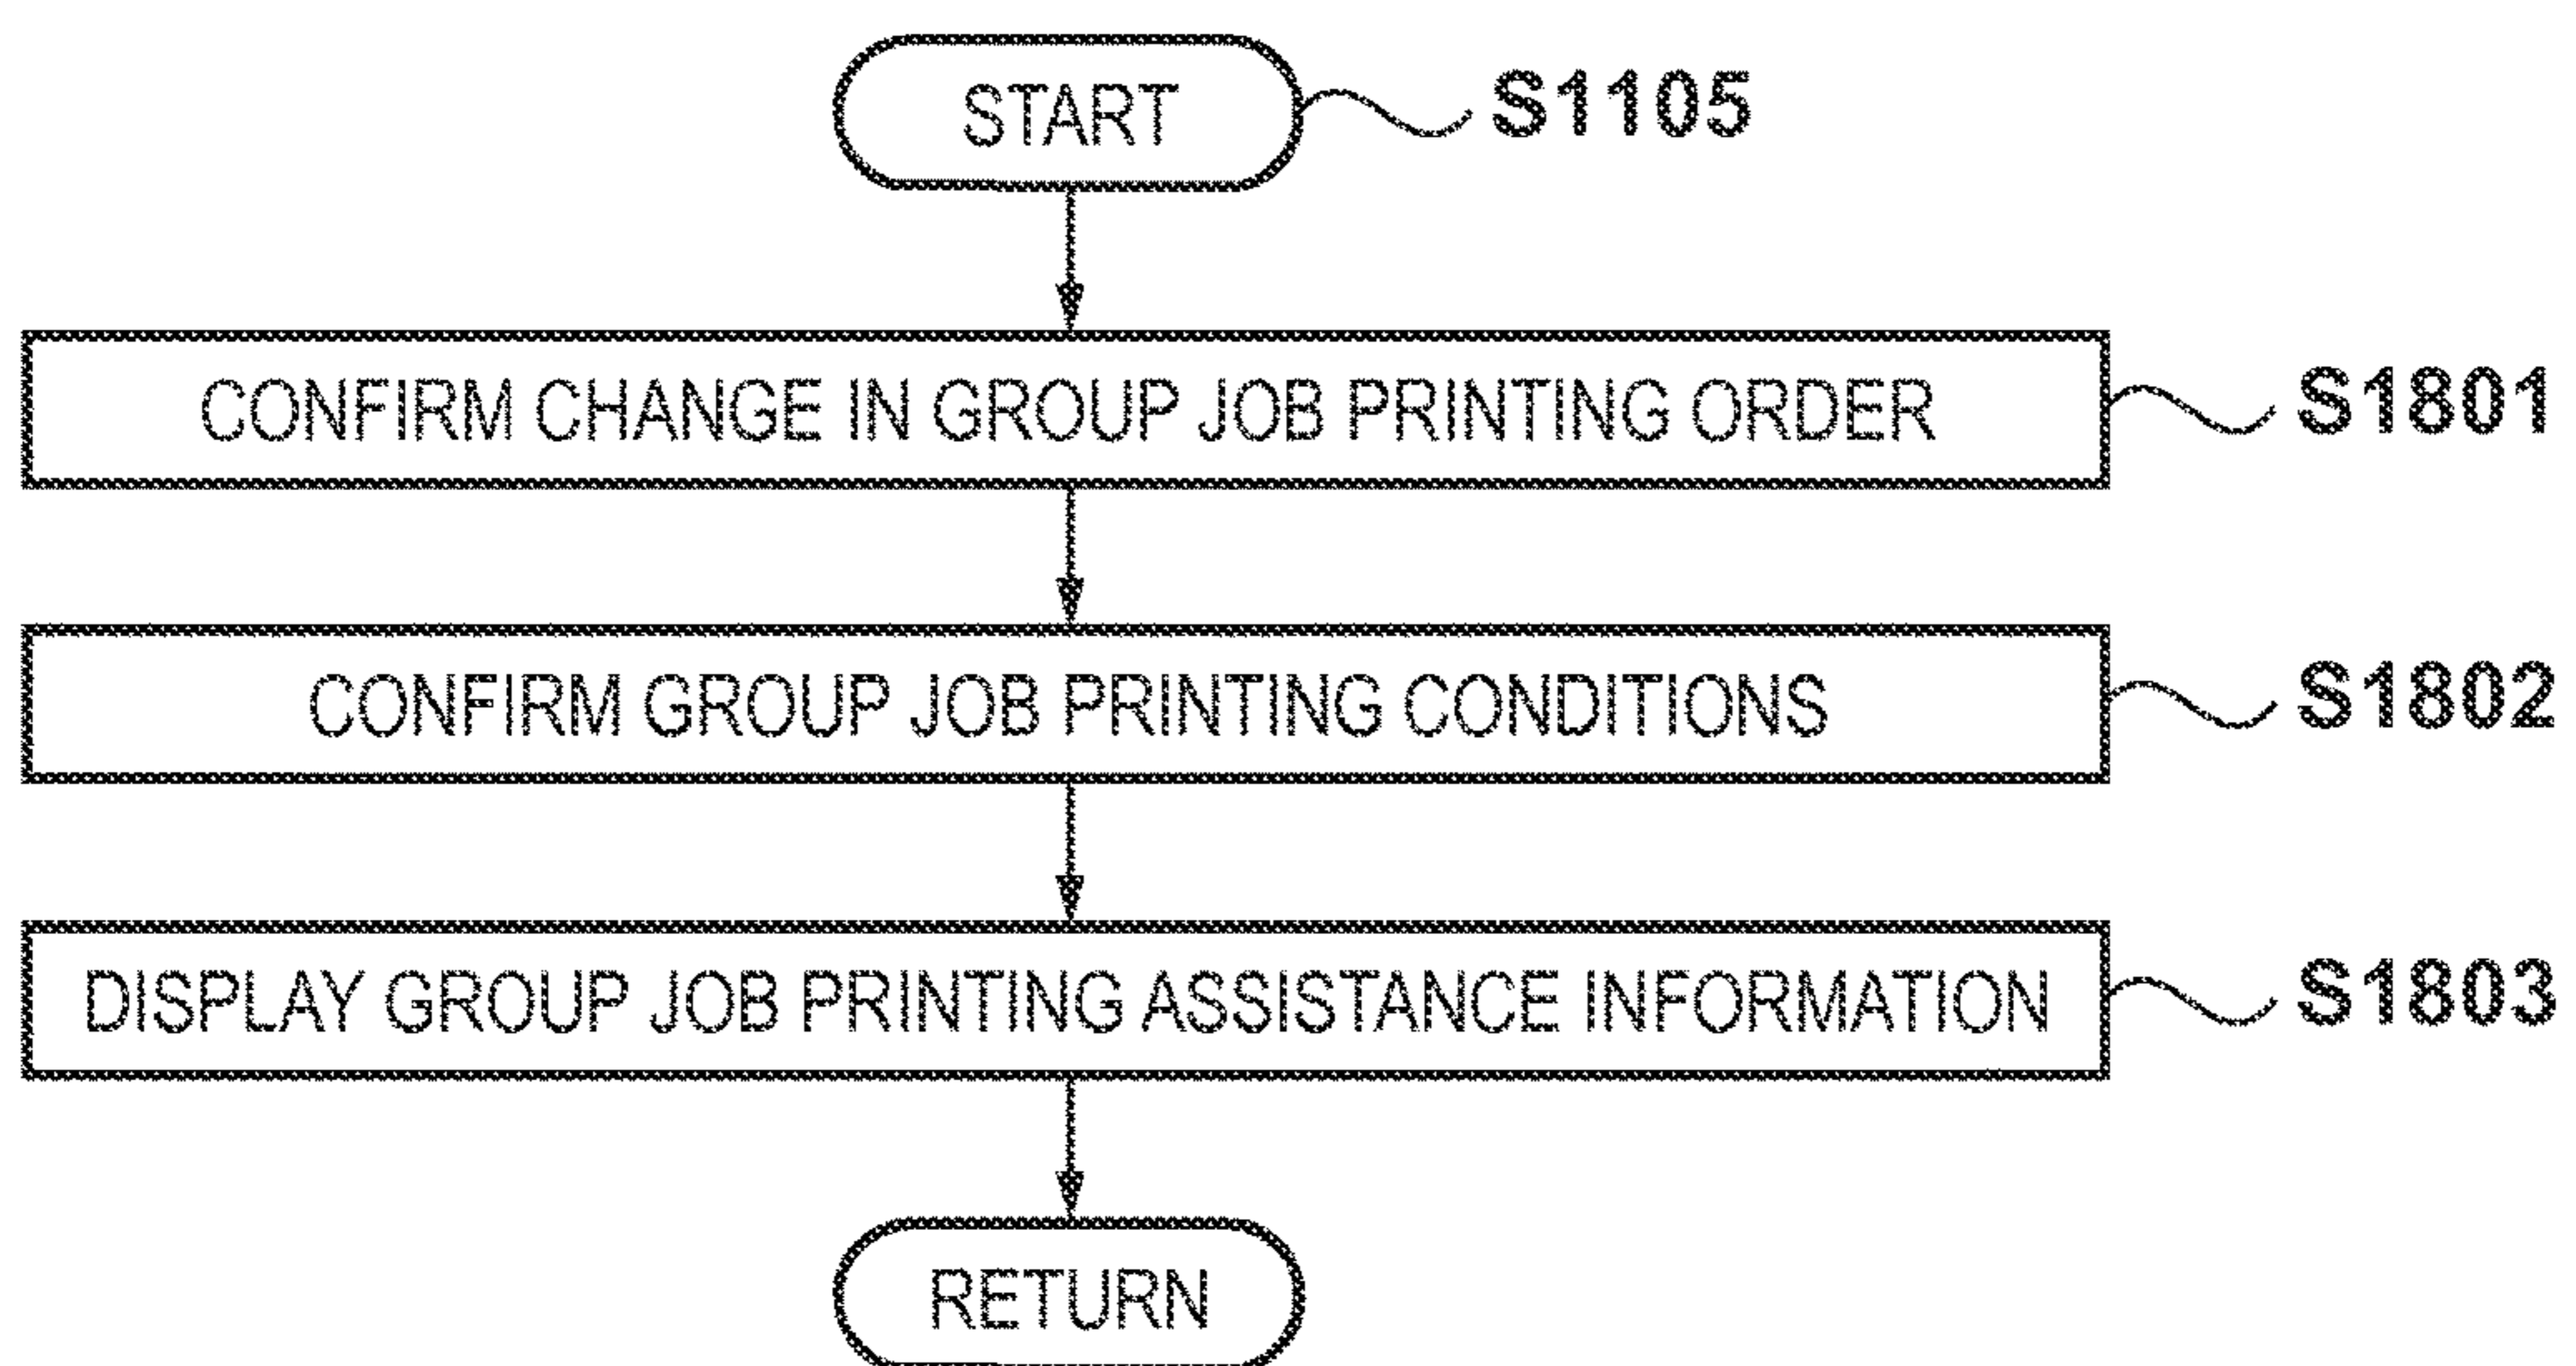 START S1105
CONFIRM CHANGE IN GROUP JOB PRINTING ORDER S1801
CONFIRM GROUP JOB PRINTING CONDITIONS S1802
DISPLAY GROUP JOB PRINTING ASSISTANCE INFORMATION S1803
RETURN